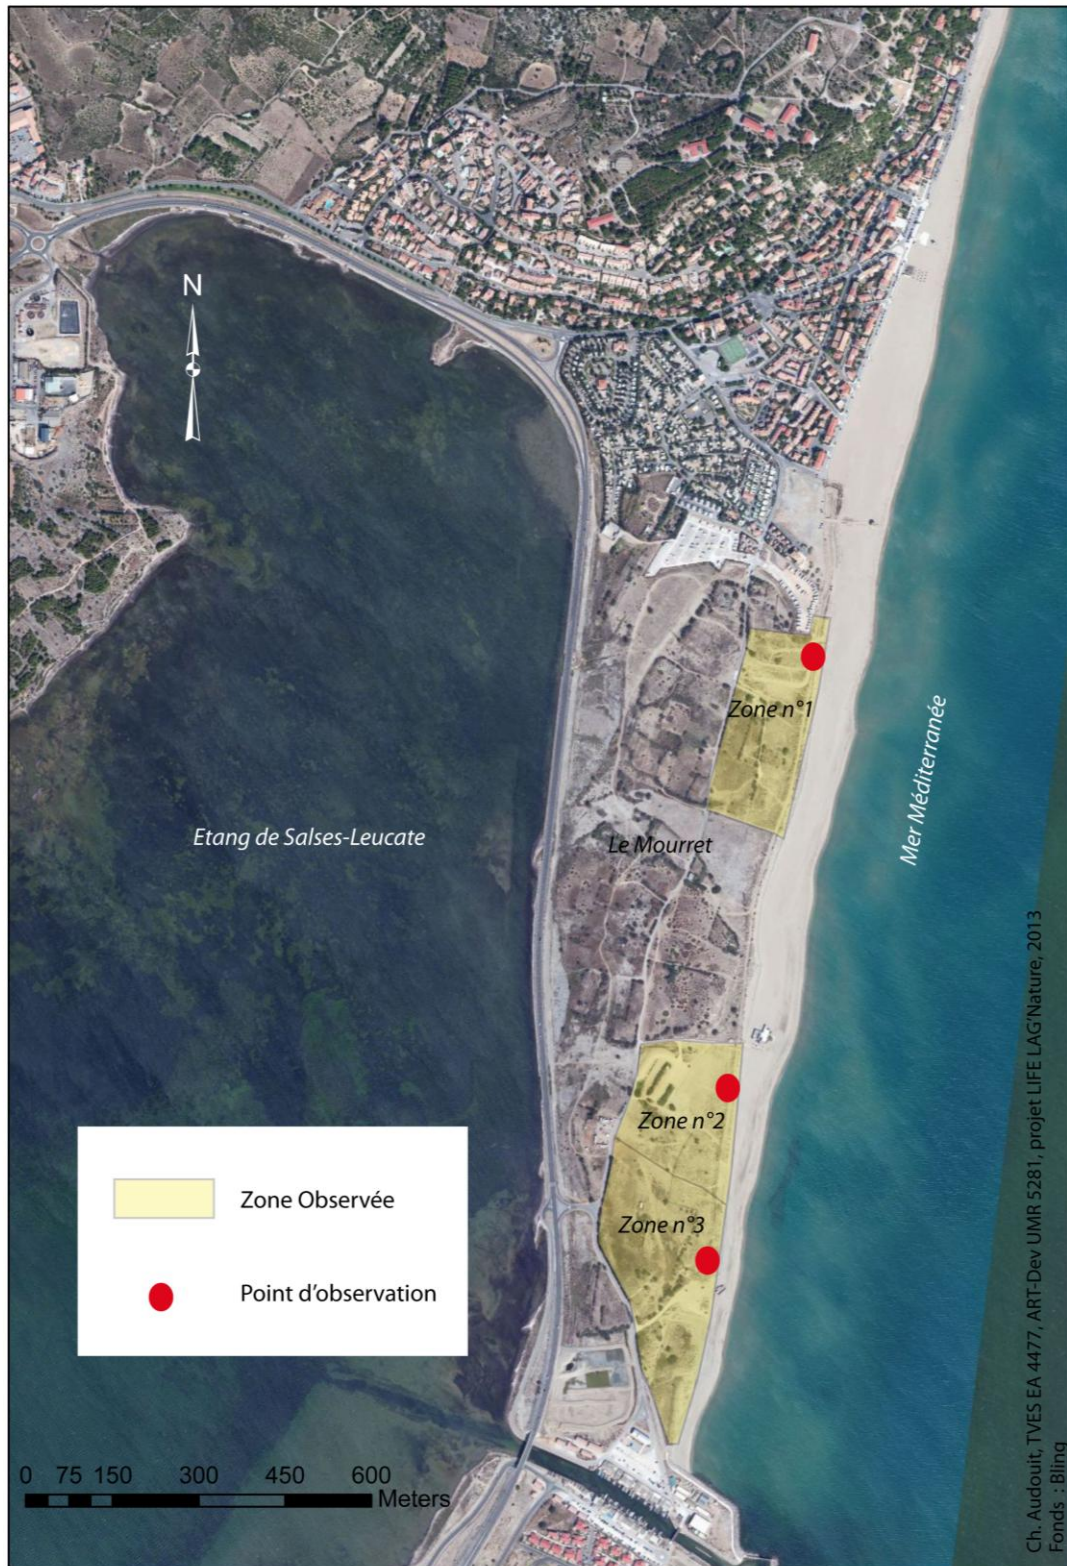 N
Zone n°1
Mer Méditerranée
Etang de Salses-Leucate
Le Mourret
Zone n°2
Zone n°3
Zone Observée
Point d'observation
0 75 150 300 450 600
Meters
Ch. Audouit, TVES EA 4477, ART-Dev UMR 5281, projet LIFE LAG'Nature, 2013
Fonds : Blinq